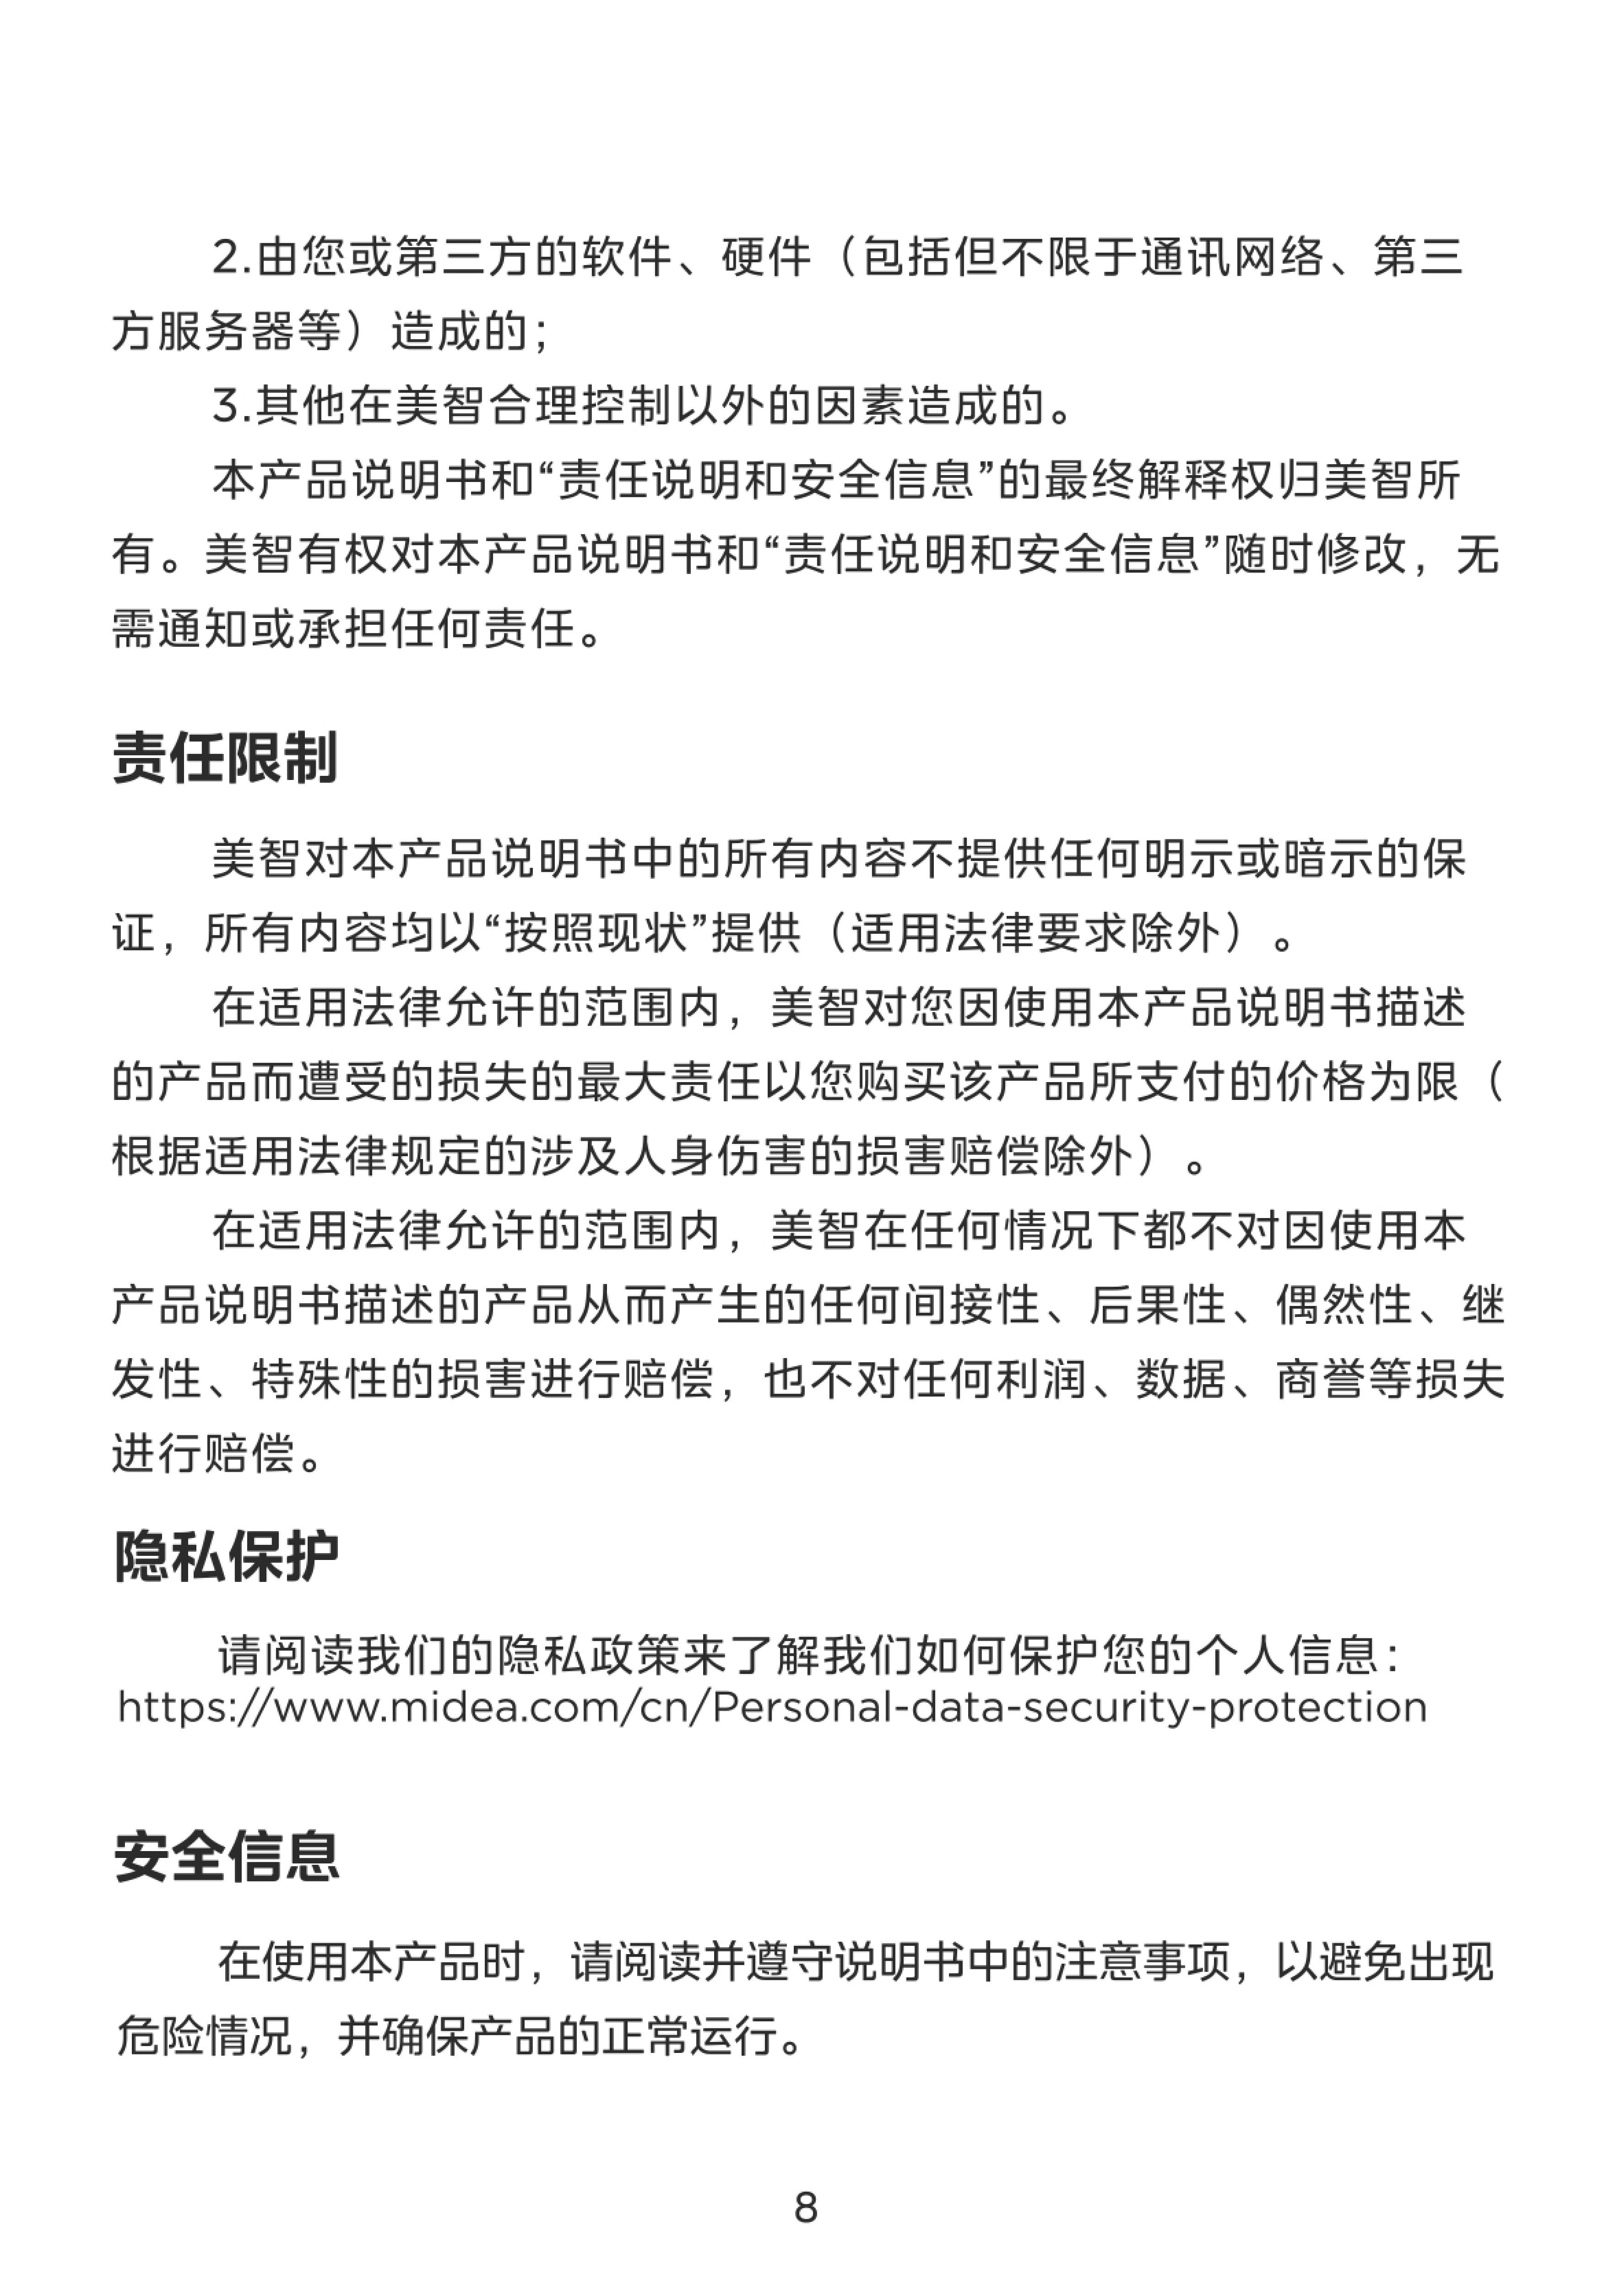 2.由您或第三方的软件、硬件（包括但不限于通讯网络、第三
方服务器等）造成的；
3.其他在美智合理控制以外的因素造成的。
本产品说明书和“责任说明和安全信息”的最终解释权归美智所
有。美智有权对本产品说明书和“责任说明和安全信息”随时修改，无
需通知或承担任何责任。
责任限制
美智对本产品说明书中的所有内容不提供任何明示或暗示的保
证，所有内容均以“按照现状”提供（适用法律要求除外）。
在适用法律允许的范围内，美智对您因使用本产品说明书描述
的产品而遭受的损失的最大责任以您购买该产品所支付的价格为限（
根据适用法律规定的涉及人身伤害的损害赔偿除外）。
在适用法律允许的范围内，美智在任何情况下都不对因使用本
产品说明书描述的产品从而产生的任何间接性、后果性、偶然性、继
发性、特殊性的损害进行赔偿，也不对任何利润、数据、商誉等损失
进行赔偿。
隐私保护
请阅读我们的隐私政策来了解我们如何保护您的个人信息：
https://www.midea.com/cn/Personal-data-security-protection
安全信息
在使用本产品时，请阅读并遵守说明书中的注意事项，以避免出现
危险情况，并确保产品的正常运行。
8